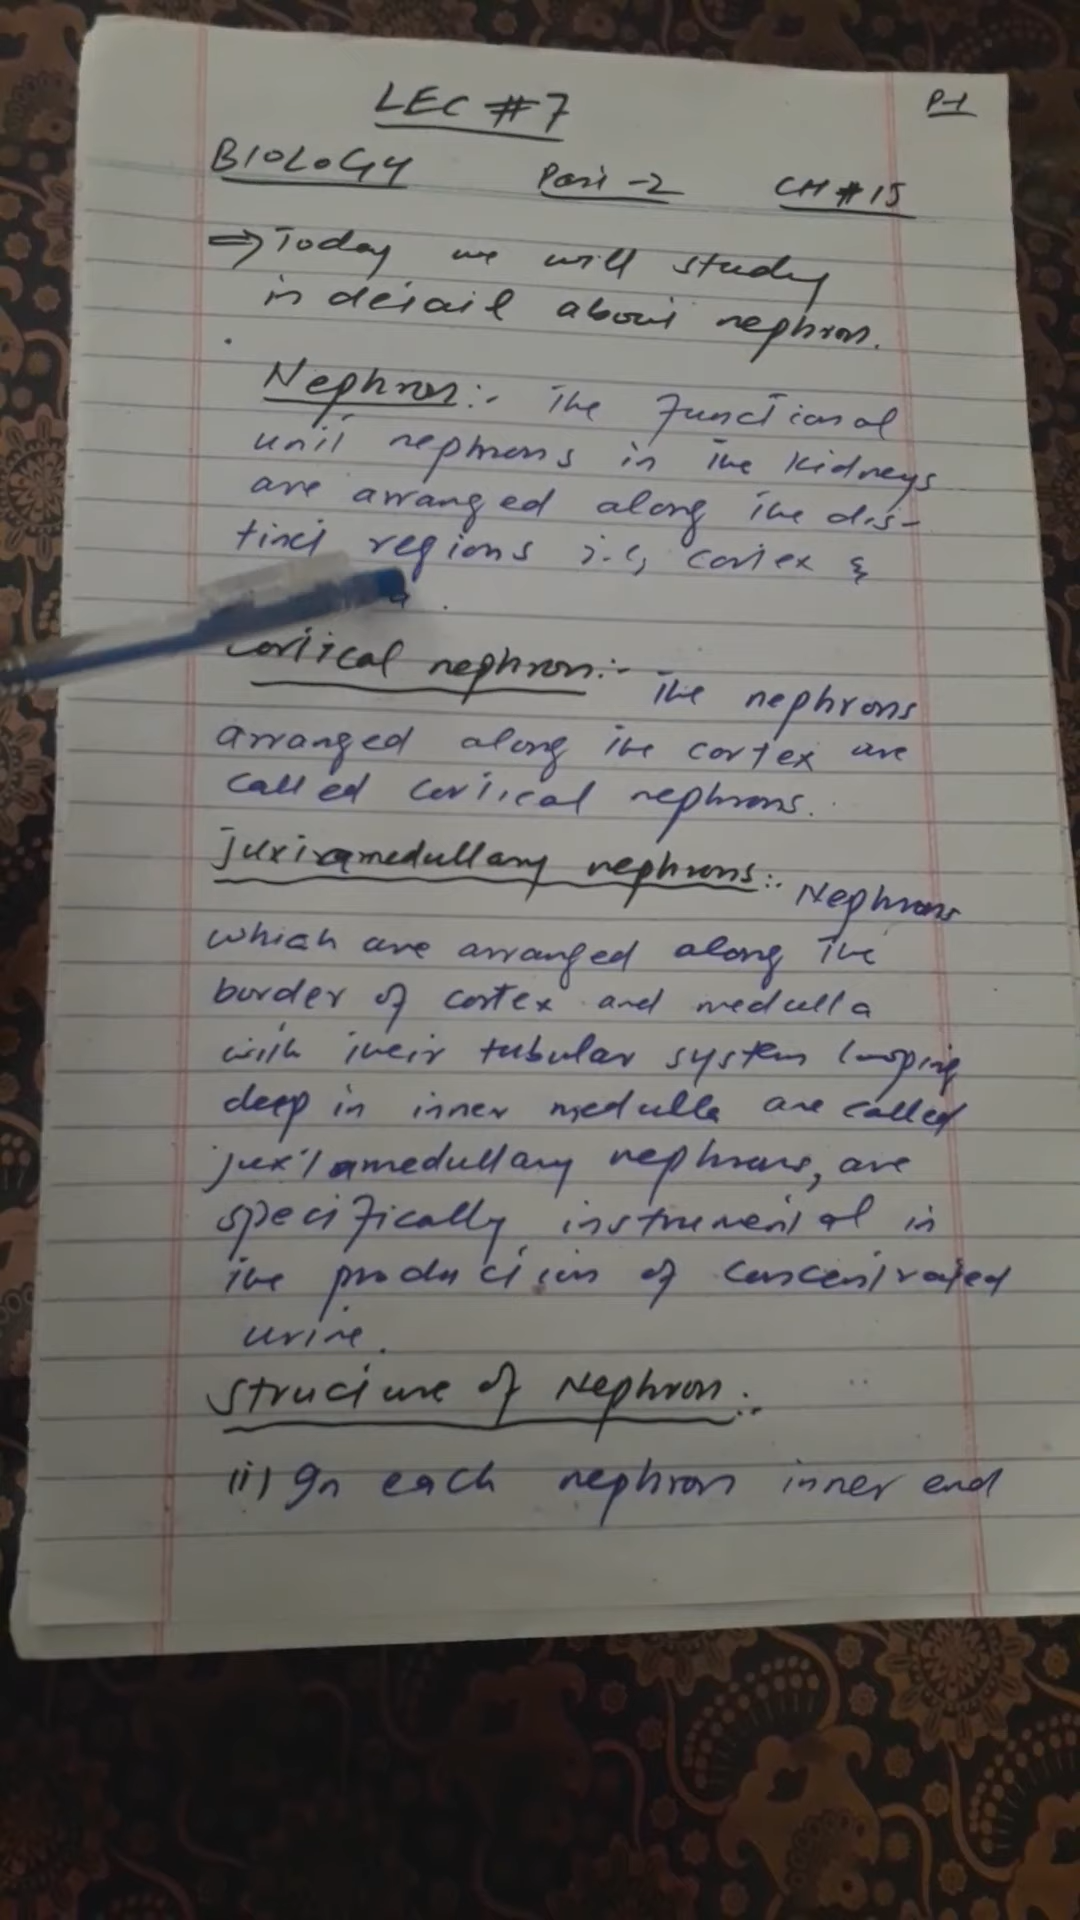 LEC #7
P-1
BIOLOGY Part-2 CH#15
⇒ Today we will study
in detail about nephron.
Nephron:- The functional
unit nephrons in the kidneys
are arranged along the dis-
tinct regions i.e, cortex &
a.
Cortical nephron:- The nephrons
arranged along the cortex are
called cortical nephrons.
juxtamedullary nephrons:- Nephrons
which are arranged along the
border of cortex and medulla
with their tubular system looping
deep in inner medulla are called
juxtamedullary nephrons, are
specifically instrumental in
the production of concentrated
urine.
Structure of Nephron:-
(i) In each nephron inner end